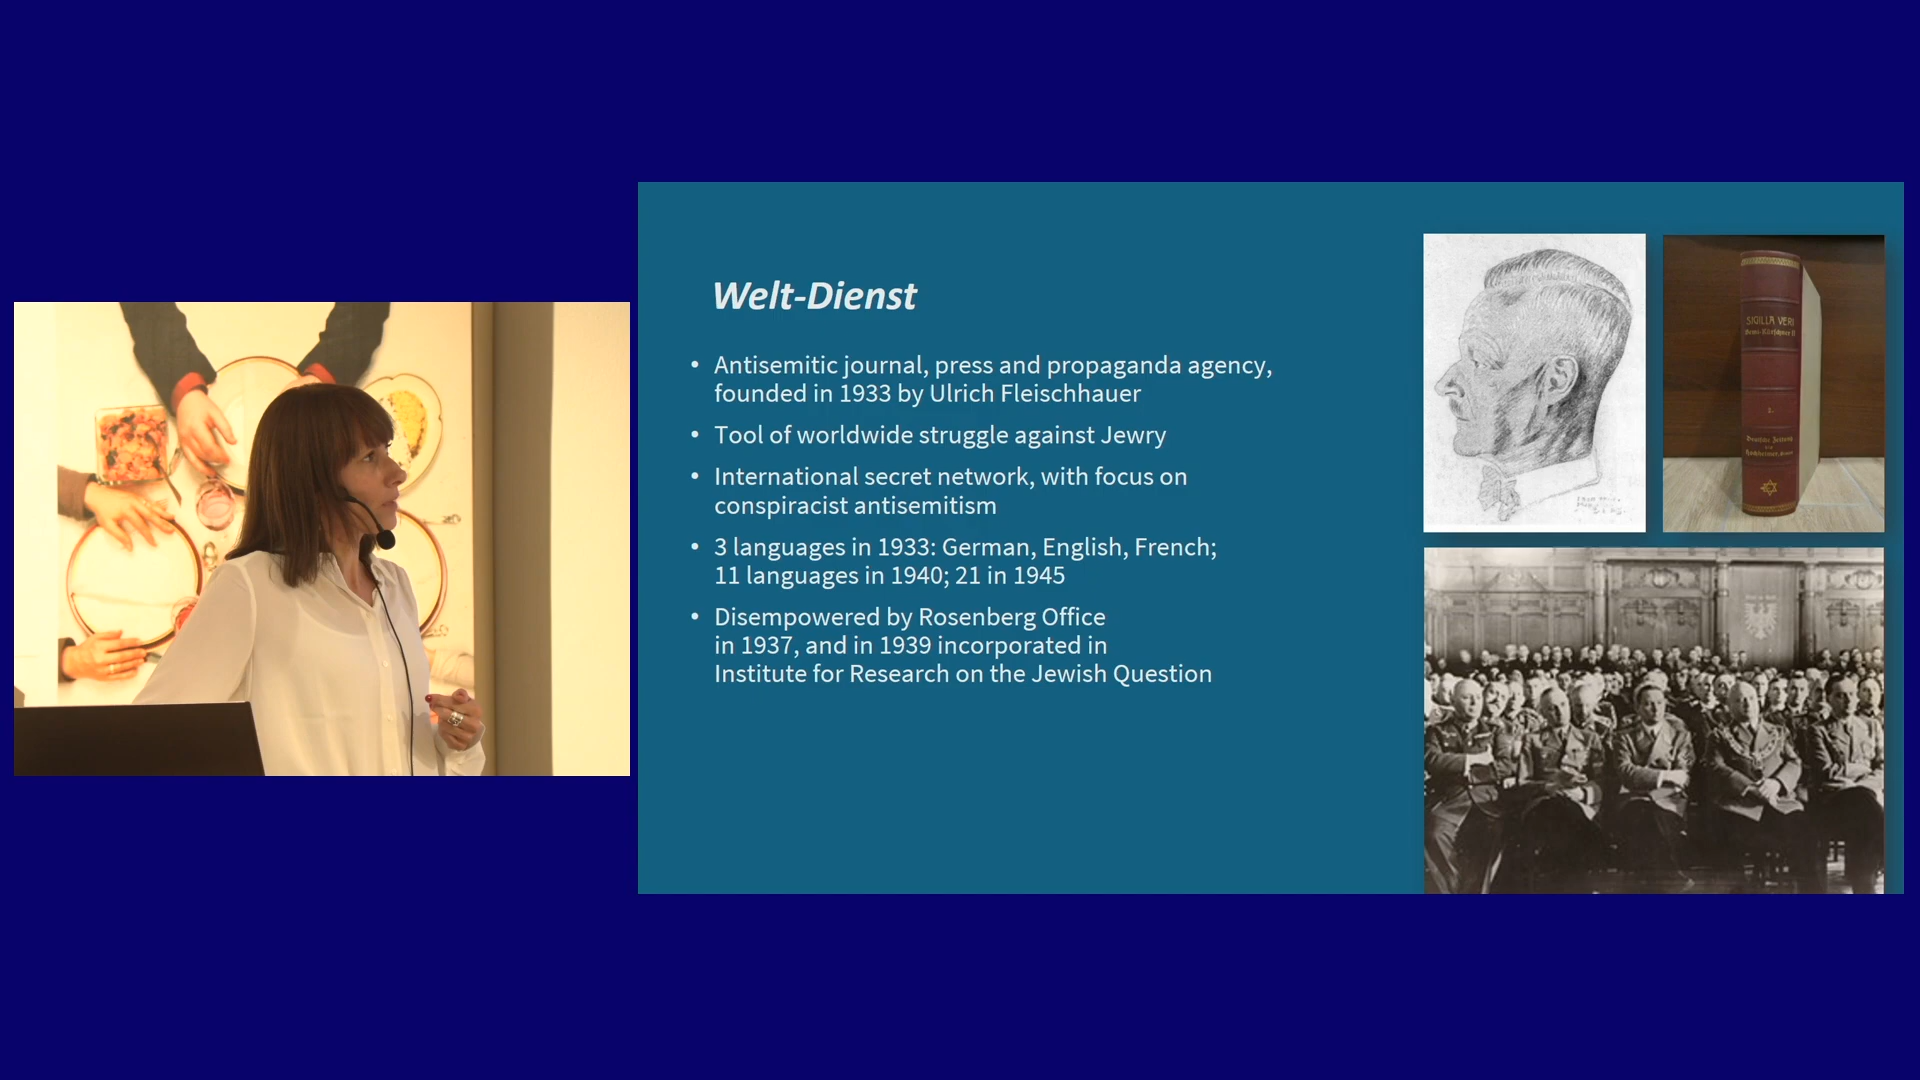 Welt-Dienst
• Antisemitic journal, press and propaganda agency,
founded in 1933 by Ulrich Fleischhauer
• Tool of worldwide struggle against Jewry
• International secret network, with focus on
conspiracist antisemitism
• 3 languages in 1933: German, English, French;
11 languages in 1940; 21 in 1945
• Disempowered by Rosenberg Office
in 1937, and in 1939 incorporated in
Institute for Research on the Jewish Question
SIGILLA VERI
2.